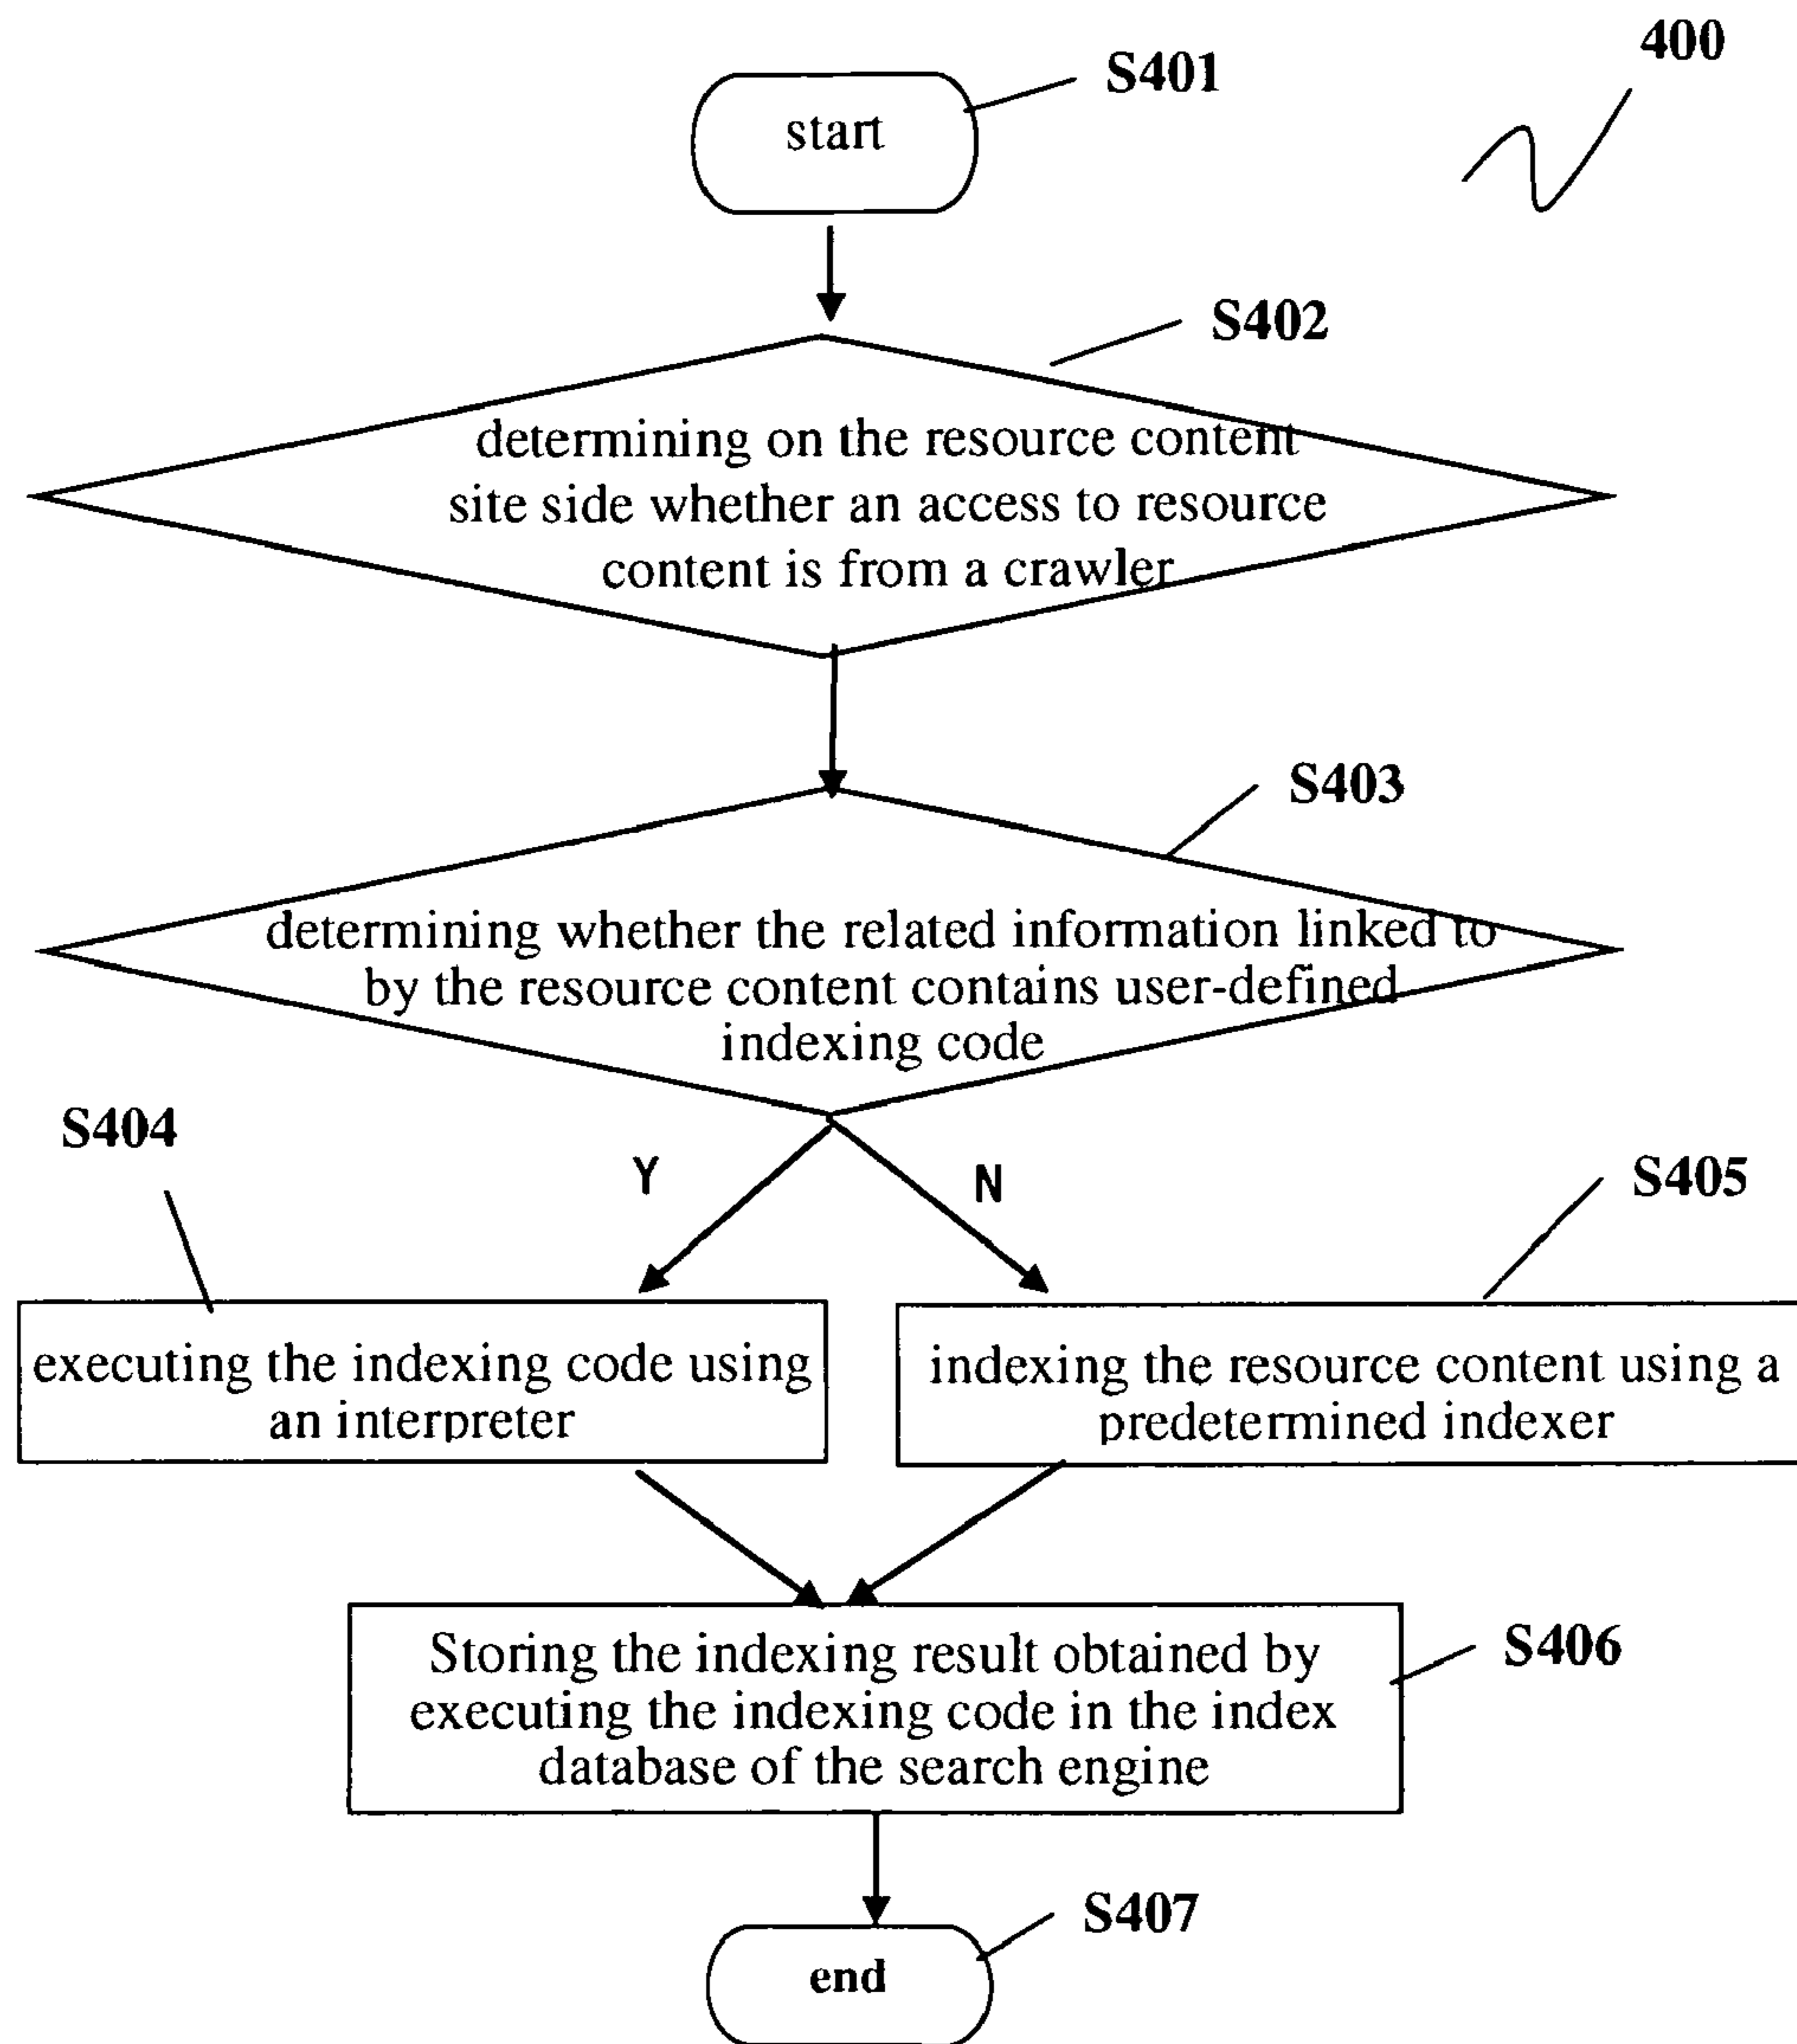 400
S401
start
S402
determining on the resource content
site side whether an access to resource
content is from a crawler
S403
determining whether the related information linked to
by the resource content contains user-defined
indexing code
S404
Y
N
S405
executing the indexing code using
an interpreter
indexing the resource content using a
predetermined indexer
Storing the indexing result obtained by
executing the indexing code in the index
database of the search engine
S406
S407
end